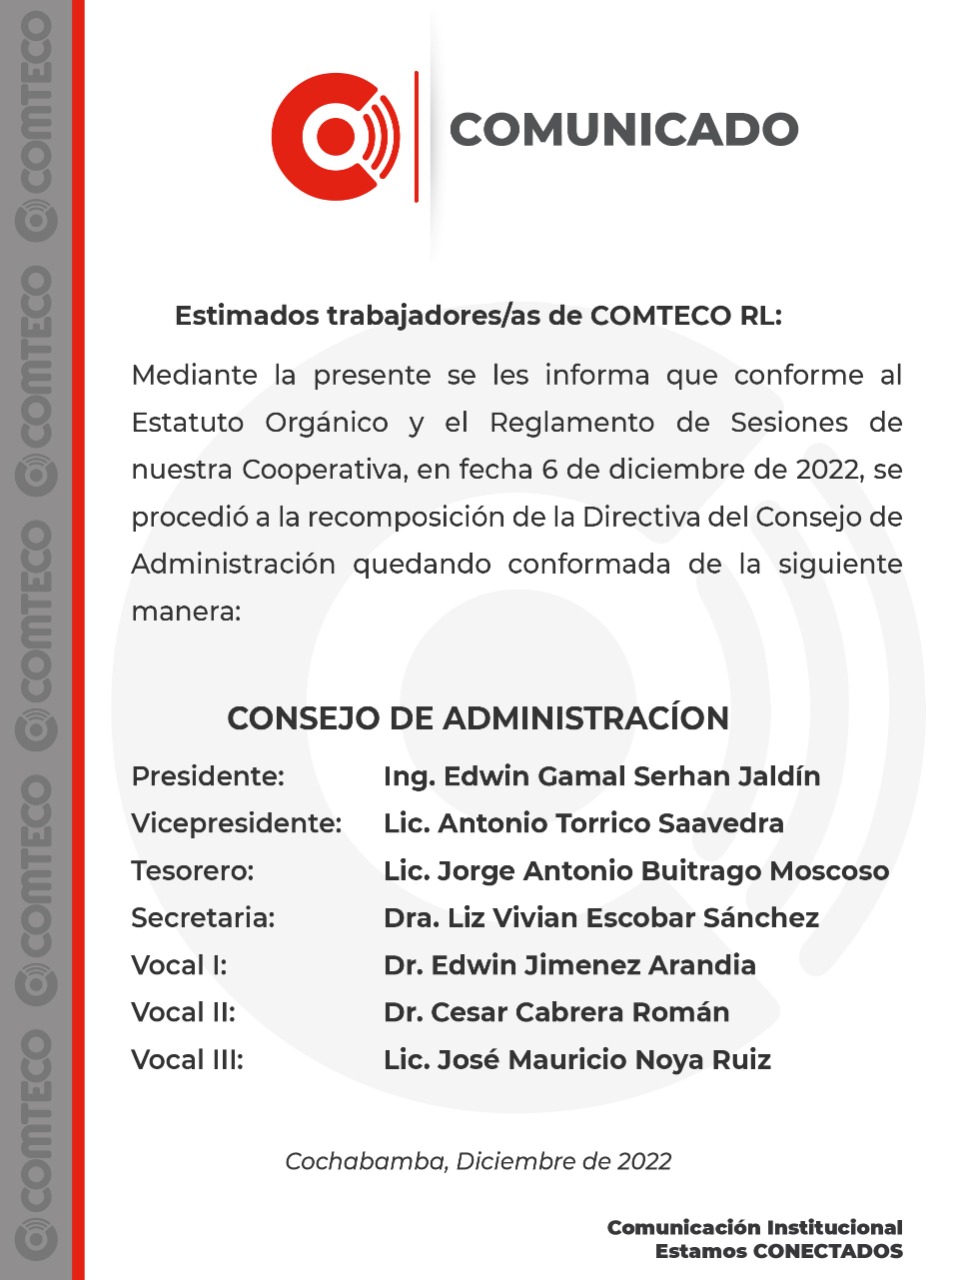 COMUNICADO
Estimados trabajadores/as de COMTECO RL:
Mediante la presente se les informa que conforme al
Estatuto Orgánico y el Reglamento de Sesiones de
nuestra Cooperativa, en fecha 6 de diciembre de 2022, se
procedió a la recomposición de la Directiva del Consejo de
Administración quedando conformada de la siguiente
manera:
CONSEJO DE ADMINISTRACÍON
Presidente: Ing. Edwin Gamal Serhan Jaldín
Vicepresidente: Lic. Antonio Torrico Saavedra
Tesorero: Lic. Jorge Antonio Buitrago Moscoso
Secretaria: Dra. Liz Vivian Escobar Sánchez
Vocal I: Dr. Edwin Jimenez Arandia
Vocal II: Dr. Cesar Cabrera Román
Vocal III: Lic. José Mauricio Noya Ruiz
Cochabamba, Diciembre de 2022
Comunicación Institucional
Estamos CONECTADOS
COMTECO
COMTECO
COMTECO
COMTECO
COMTECO